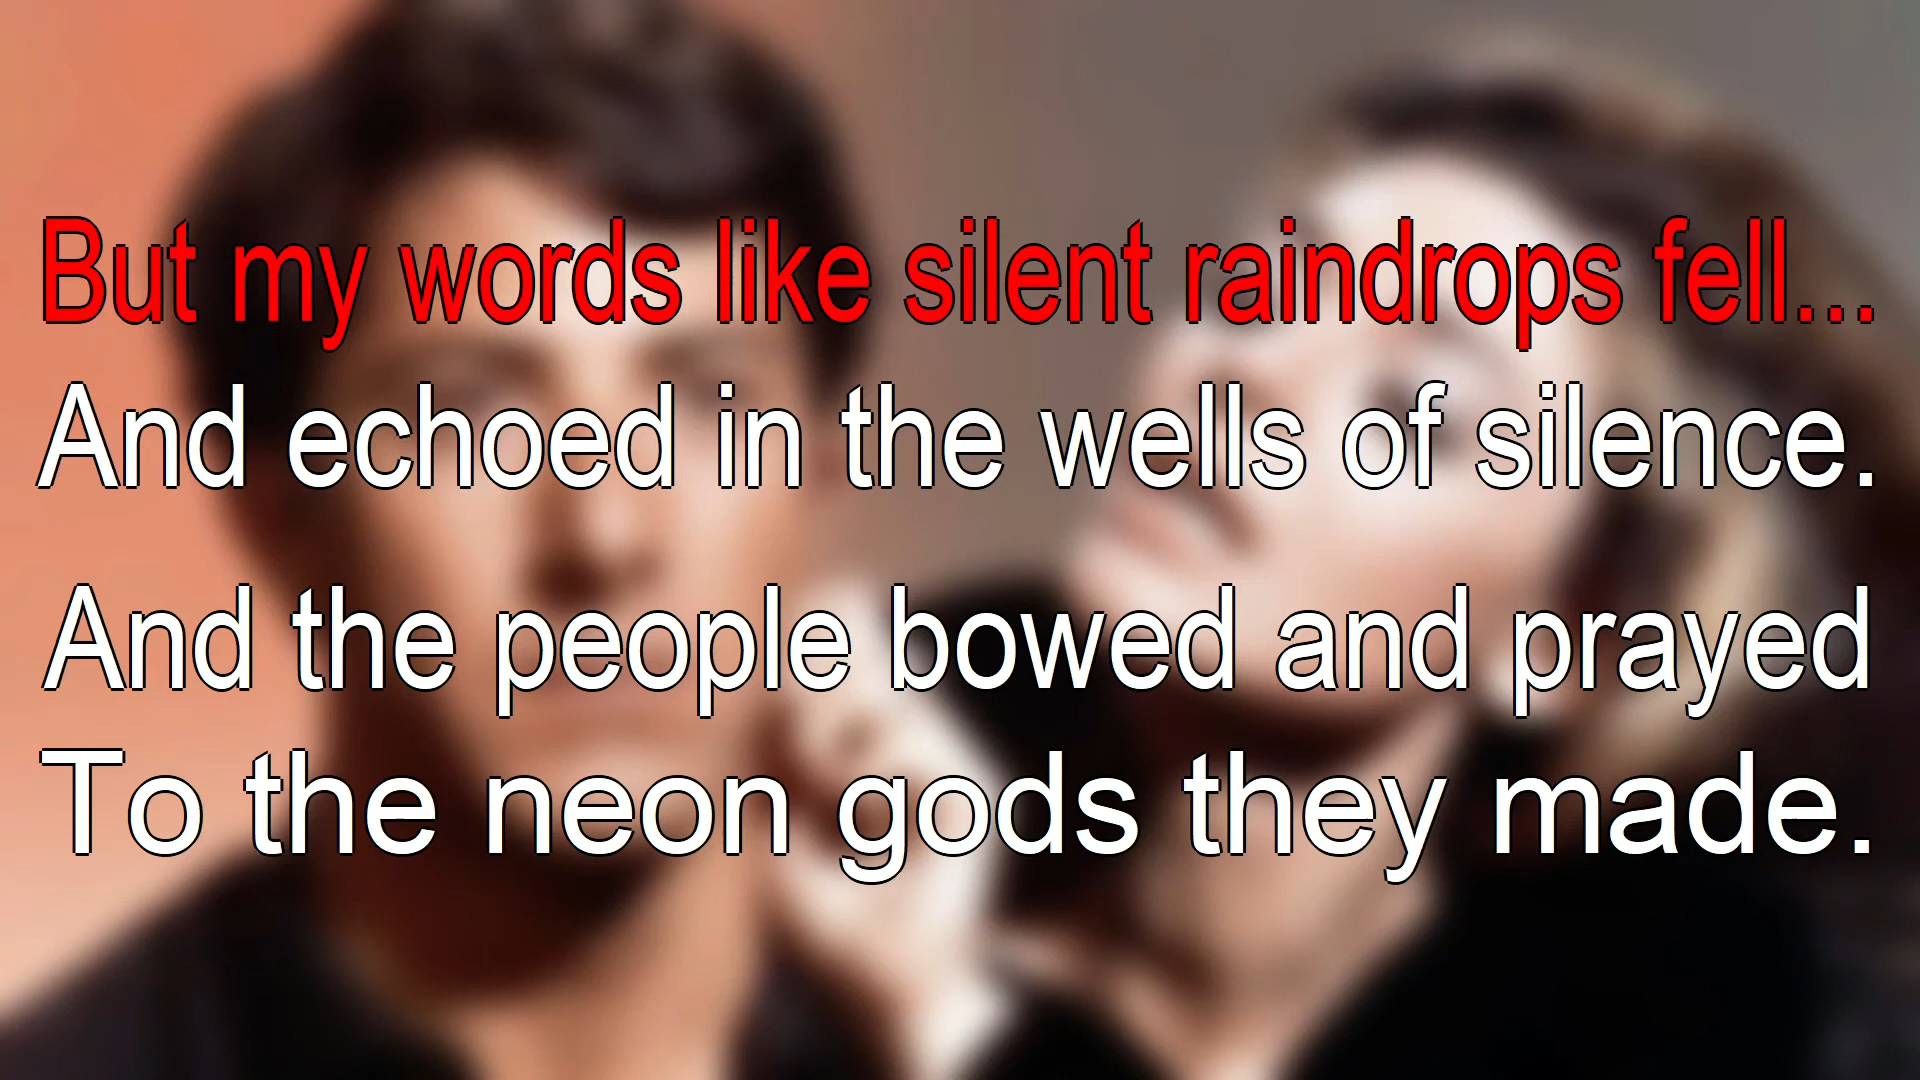 But my words like silent raindrops fell...
And echoed in the wells of silence.
And the people bowed and prayed
To the neon gods they made.